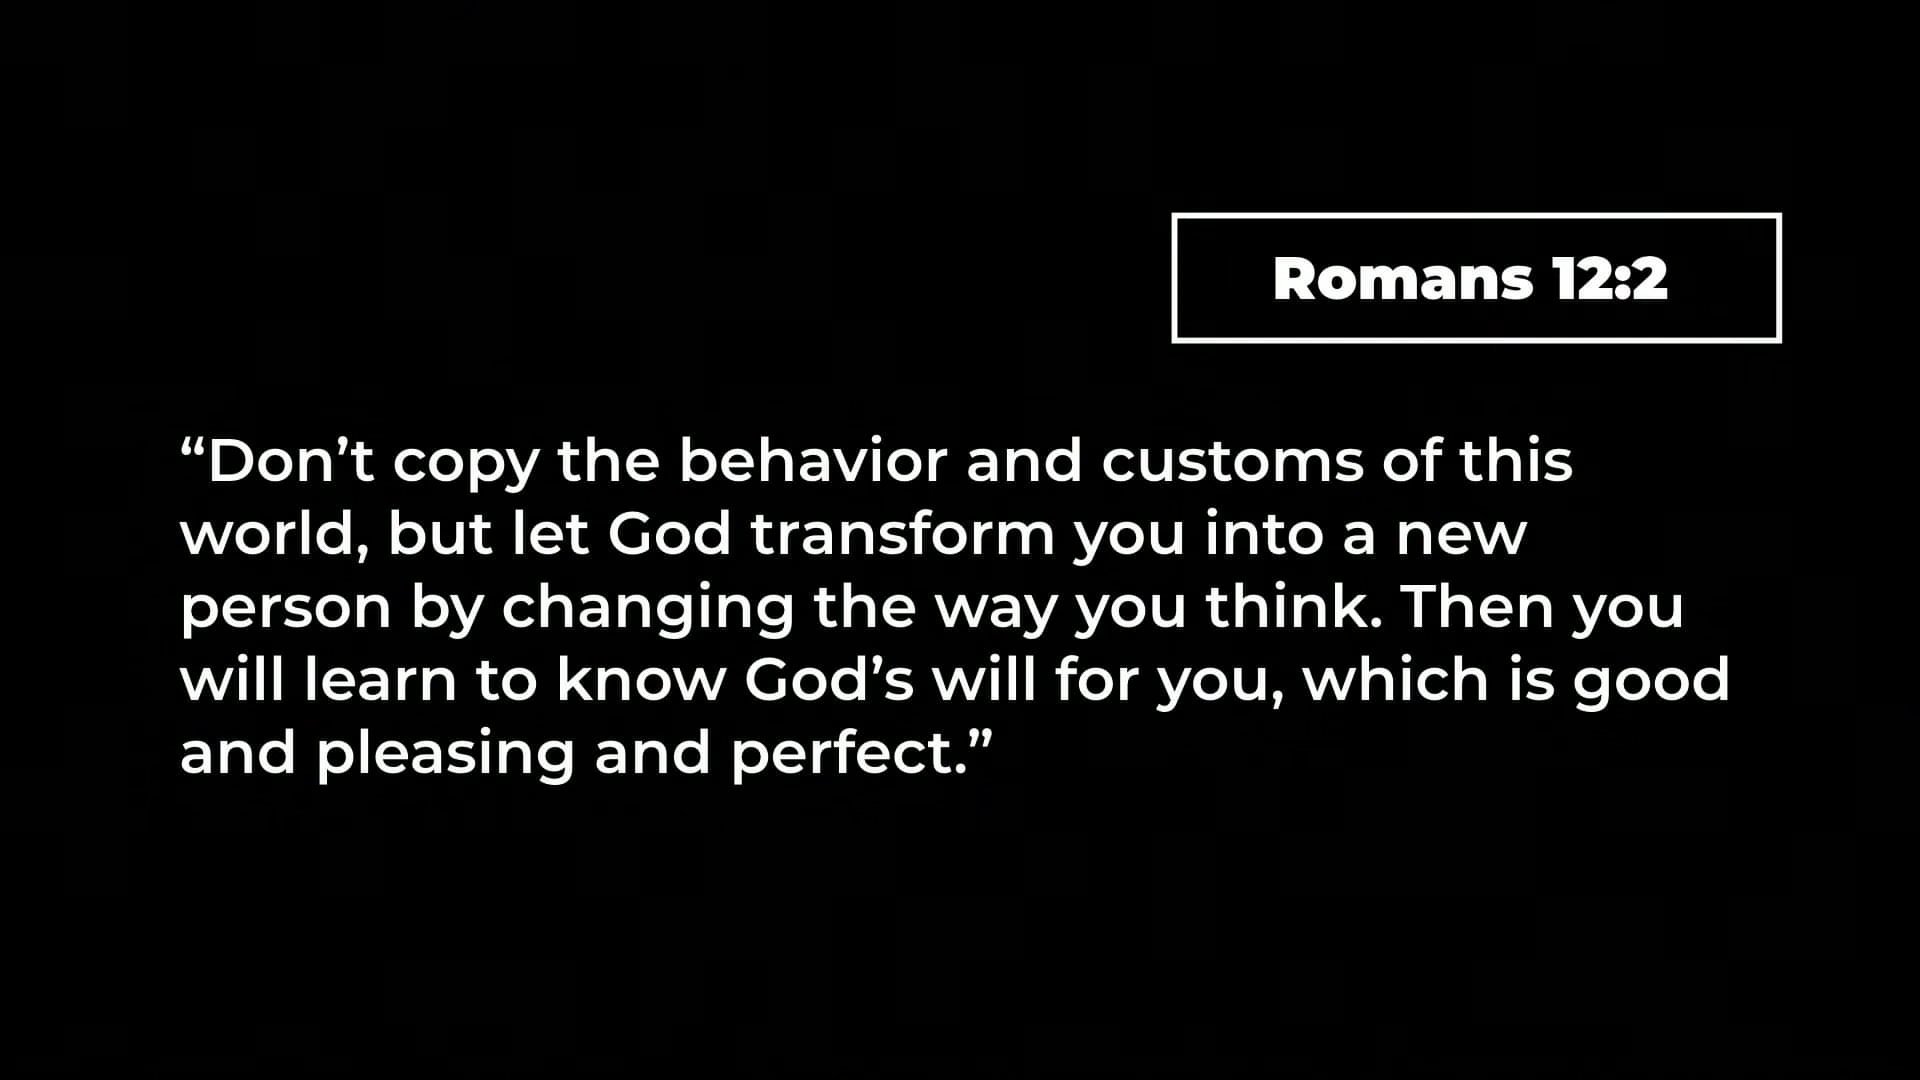 Romans 12:2
“Don’t copy the behavior and customs of this
world, but let God transform you into a new
person by changing the way you think. Then you
will learn to know God’s will for you, which is good
and pleasing and perfect.”